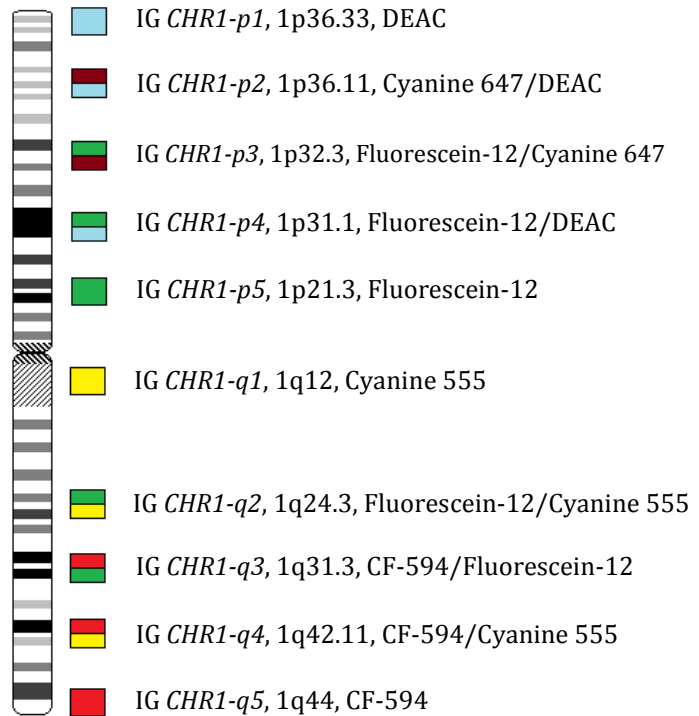 IG CHR1-p1, 1p36.33, DEAC
IG CHR1-p2, 1p36.11, Cyanine 647/DEAC
IG CHR1-p3, 1p32.3, Fluorescein-12/Cyanine 647
IG CHR1-p4, 1p31.1, Fluorescein-12/DEAC
IG CHR1-p5, 1p21.3, Fluorescein-12
IG CHR1-q1, 1q12, Cyanine 555
IG CHR1-q2, 1q24.3, Fluorescein-12/Cyanine 555
IG CHR1-q3, 1q31.3, CF-594/Fluorescein-12
IG CHR1-q4, 1q42.11, CF-594/Cyanine 555
IG CHR1-q5, 1q44, CF-594